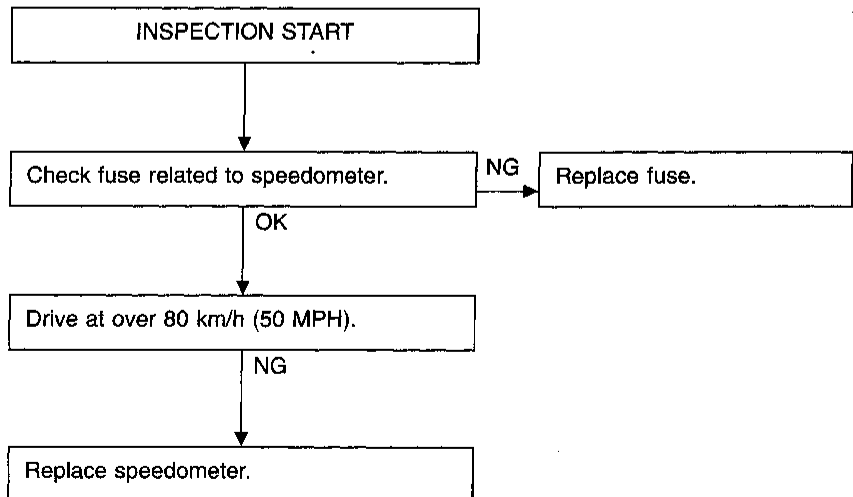 INSPECTION START
Check fuse related to speedometer.
NG
Replace fuse.
OK
Drive at over 80 km/h (50 MPH).
NG
Replace speedometer.